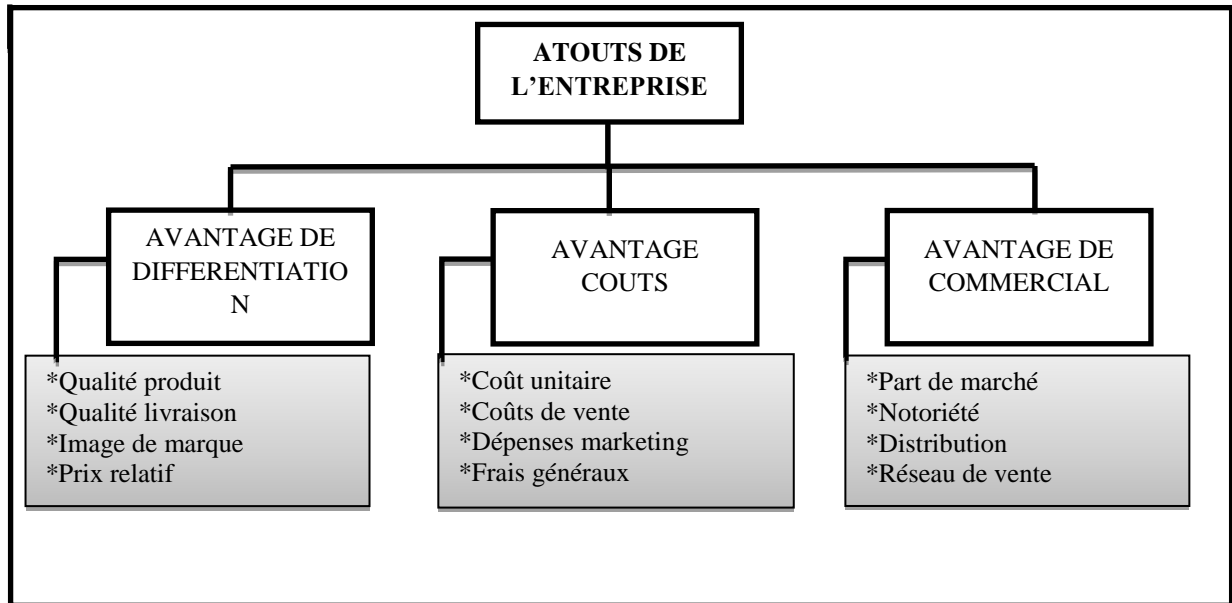 ATOUTS DE
L’ENTREPRISE
AVANTAGE DE
DIFFERENTIATIO
N
AVANTAGE
COUTS
AVANTAGE DE
COMMERCIAL
*Qualité produit
*Qualité livraison
*Image de marque
*Prix relatif
*Coût unitaire
*Coûts de vente
*Dépenses marketing
*Frais généraux
*Part de marché
*Notoriété
*Distribution
*Réseau de vente